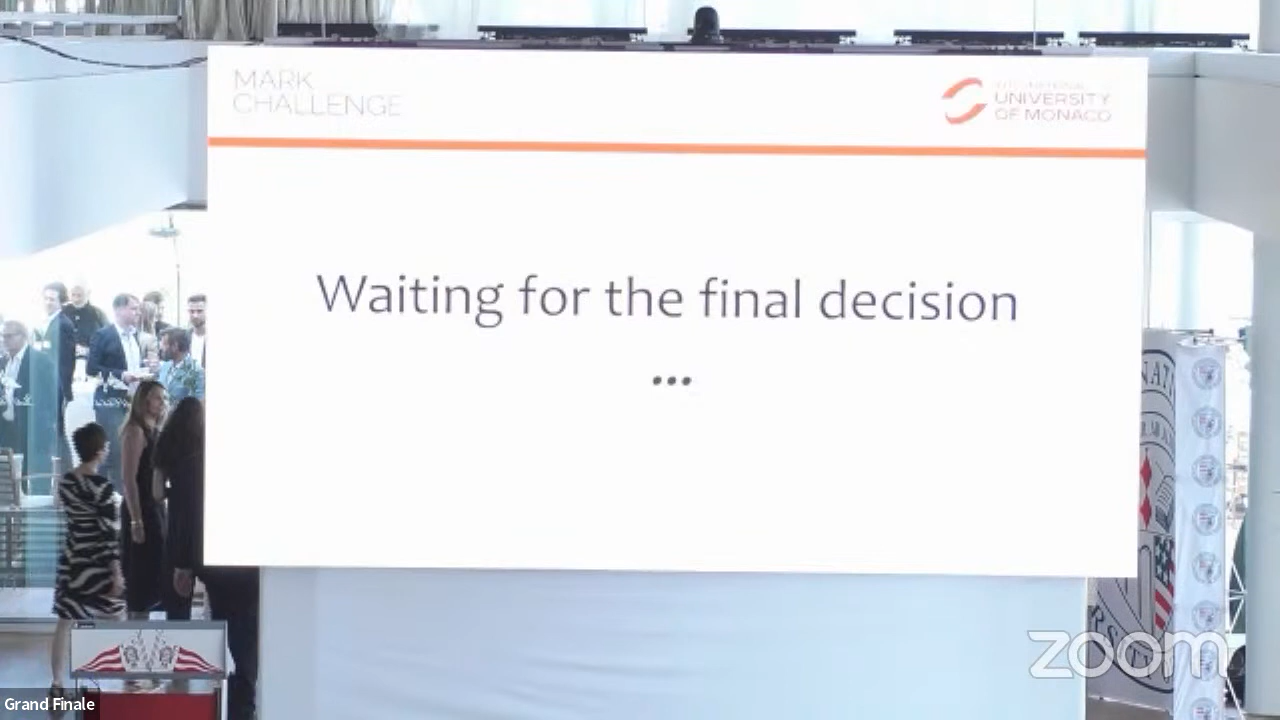 MARK
CHALLENGE
UNIVERSITY
OF MONACO
Waiting for the final decision
...
zoom
Grand Finale